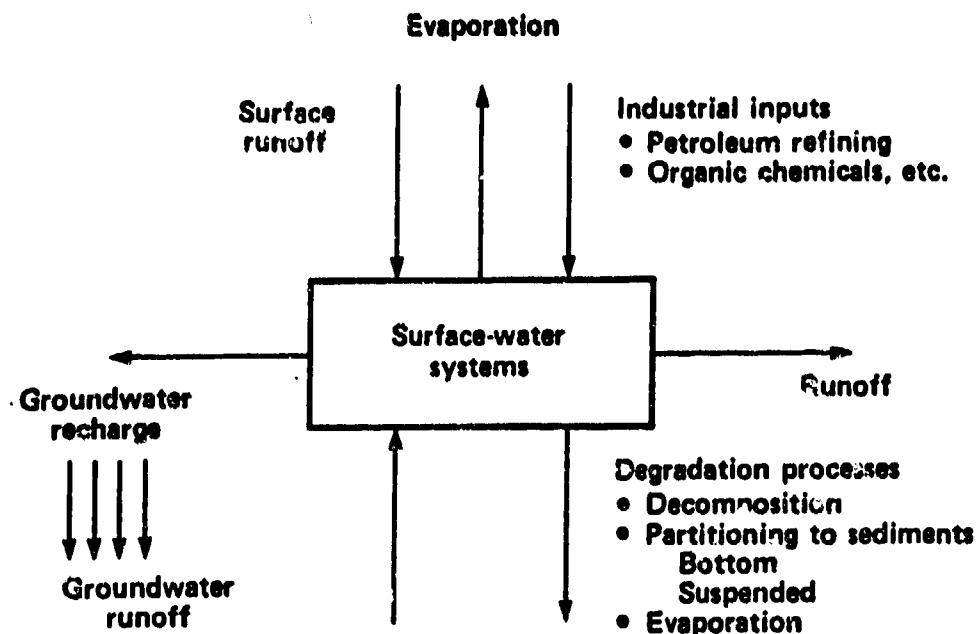 Evaporation
Surface
runoff
Industrial inputs
• Petroleum refining
• Organic chemicals, etc.
Surface-water
systems
Groundwater
recharge
Runoff
Degradation processes
• Decomposition
• Partitioning to sediments
Bottom
Suspended
• Evaporation
Groundwater
runoff